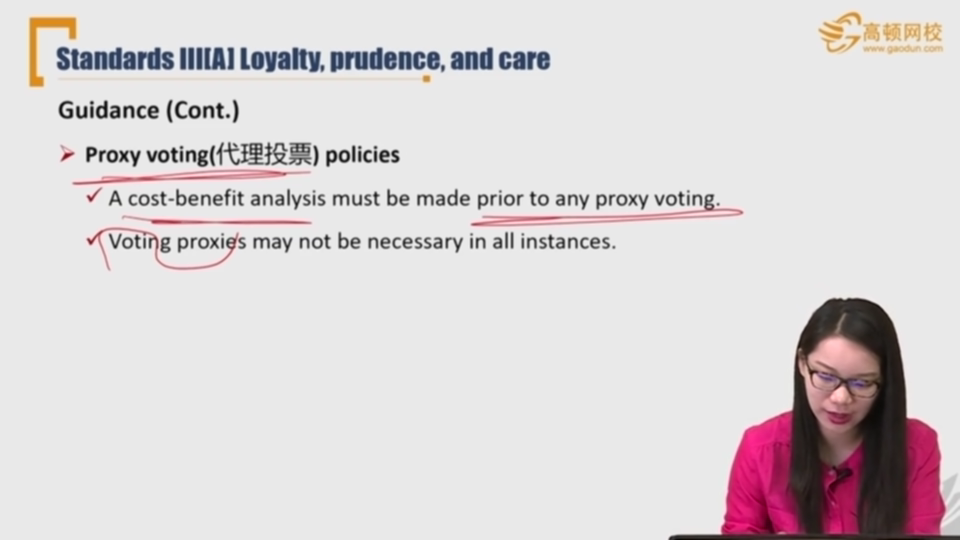 Standards III[A] Loyalty, prudence, and care
高顿网校
www.gaodun.com
Guidance (Cont.)
Proxy voting(代理投票) policies
A cost-benefit analysis must be made prior to any proxy voting.
Voting proxies may not be necessary in all instances.